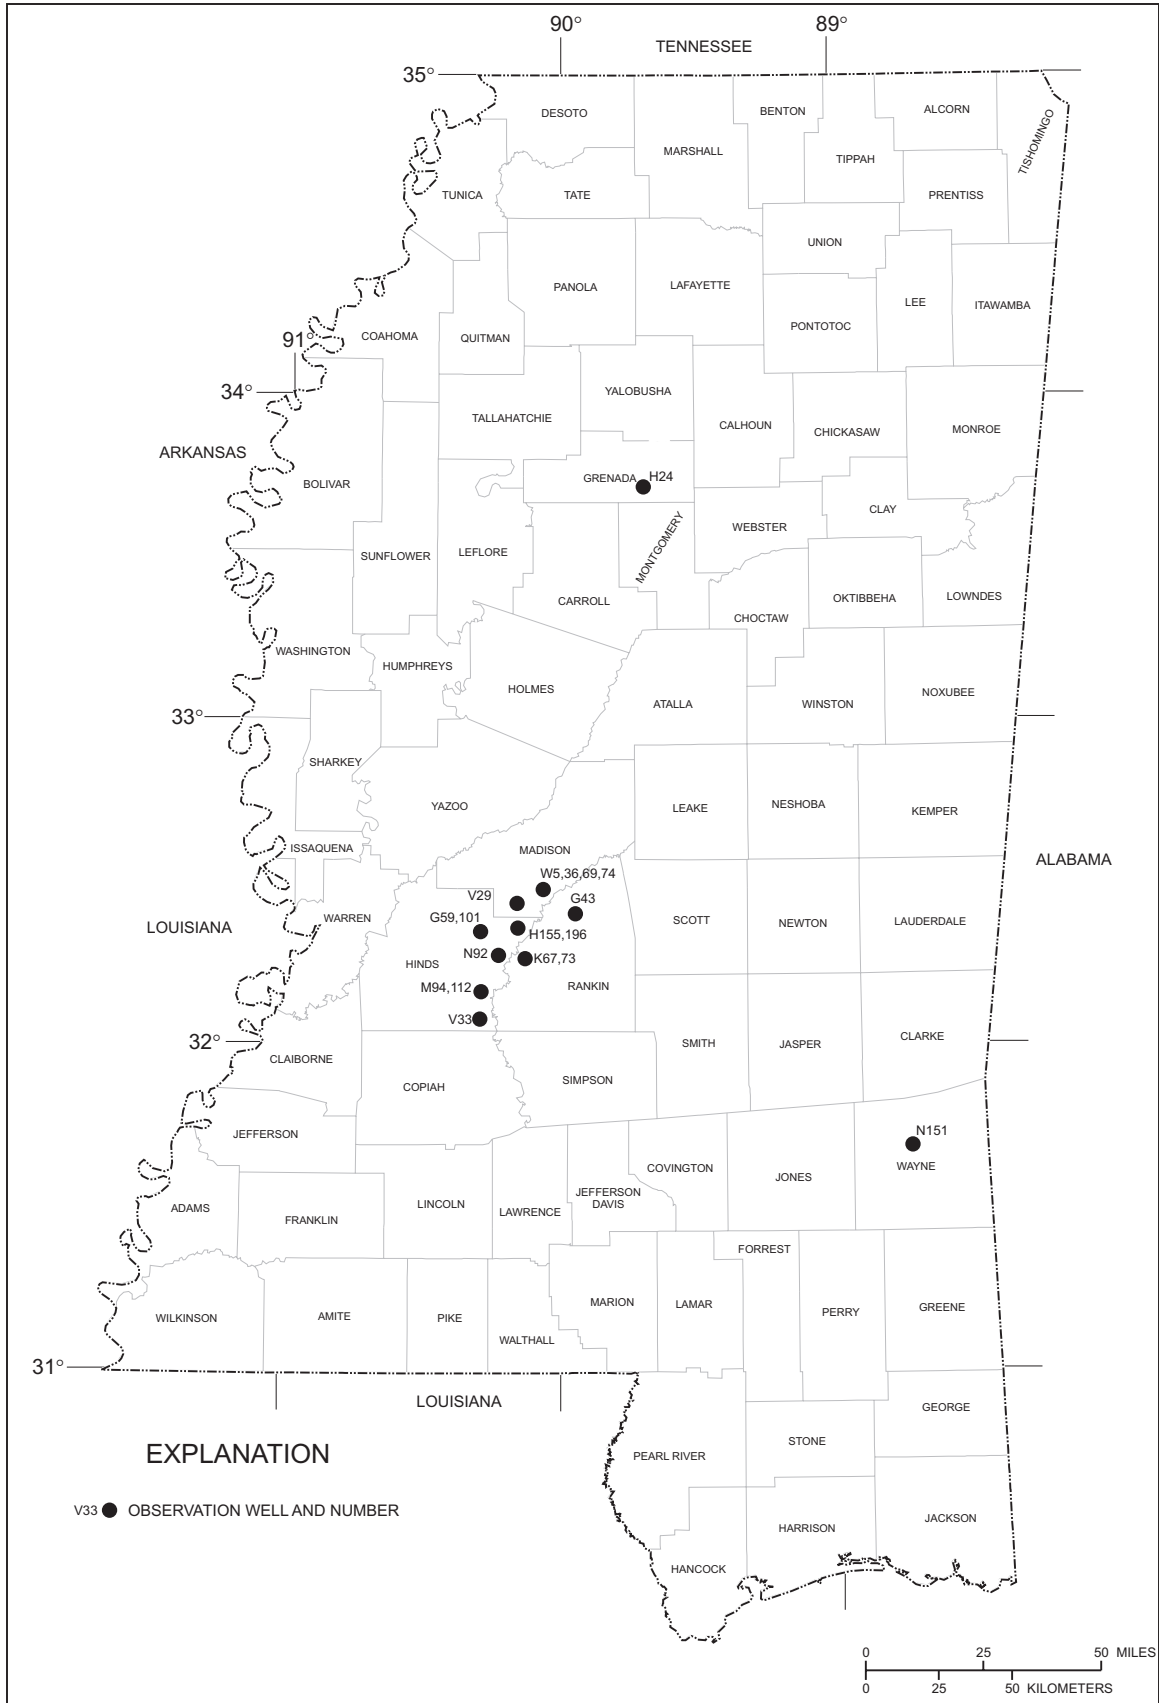 90° 89°
TENNESSEE
35°
DESOTO
BENTON
ALCORN
MARSHALL
TISHOMINGO
TIPPAH
TUNICA
TATE
PRENTISS
UNION
PANOLA
LAFAYETTE
LEE
ITAWAMBA
PONTOTOC
COAHOMA
QUITMAN
91°
34°
YALOBUSHA
TALLAHATCHIE
CALHOUN
CHICKASAW
MONROE
ARKANSAS
BOLIVAR
GRENADA
H24
CLAY
WEBSTER
MONTGOMERY
SUNFLOWER
LEFLORE
CARROLL
OKTIBBEHA
LOWNDES
CHOCTAW
WASHINGTON
HUMPHREYS
HOLMES
ATALLA
WINSTON
NOXUBEE
33°
SHARKEY
YAZOO
LEAKE
NESHOBA
KEMPER
ISSAQUENA
MADISON
ALABAMA
W5,36,69,74
V29
G43
G59,101
WARREN
SCOTT
NEWTON
LAUDERDALE
LOUISIANA
H155,196
N92
K67,73
HINDS
RANKIN
M94,112
V33
32°
CLAIBORNE
SMITH
JASPER
CLARKE
COPIAH
SIMPSON
JEFFERSON
N151
WAYNE
COVINGTON
JONES
ADAMS
FRANKLIN
LINCOLN
LAWRENCE
JEFFERSON
DAVIS
FORREST
WILKINSON
AMITE
PIKE
WALTHALL
MARION
LAMAR
PERRY
GREENE
31°
LOUISIANA
GEORGE
EXPLANATION
PEARL RIVER
STONE
V33 OBSERVATION WELL AND NUMBER
HARRISON
JACKSON
HANCOCK
0 25 50 MILES
0 25 50 KILOMETERS